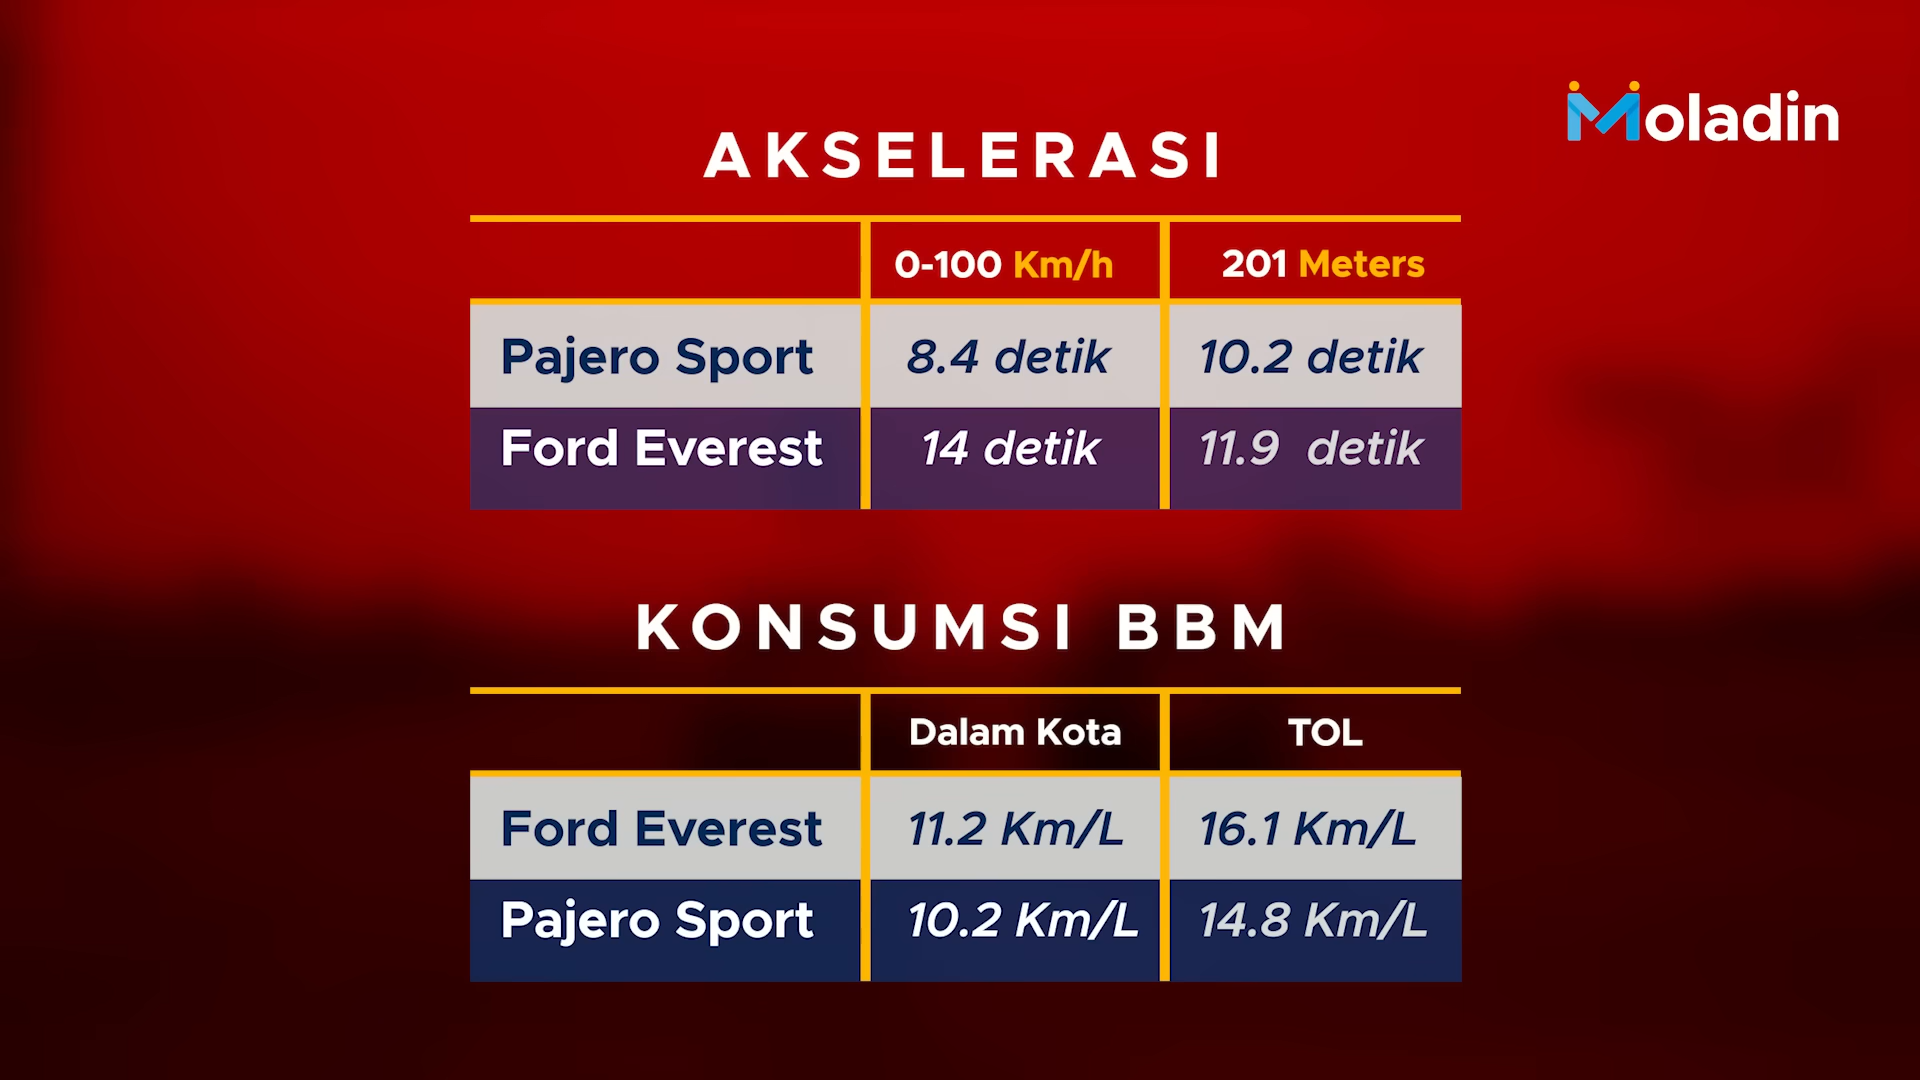 Moladin
AKSELERASI
0-100 Km/h 201 Meters
Pajero Sport 8.4 detik 10.2 detik
Ford Everest 14 detik 11.9 detik
KONSUMSI BBM
Dalam Kota TOL
Ford Everest 11.2 Km/L 16.1 Km/L
Pajero Sport 10.2 Km/L 14.8 Km/L